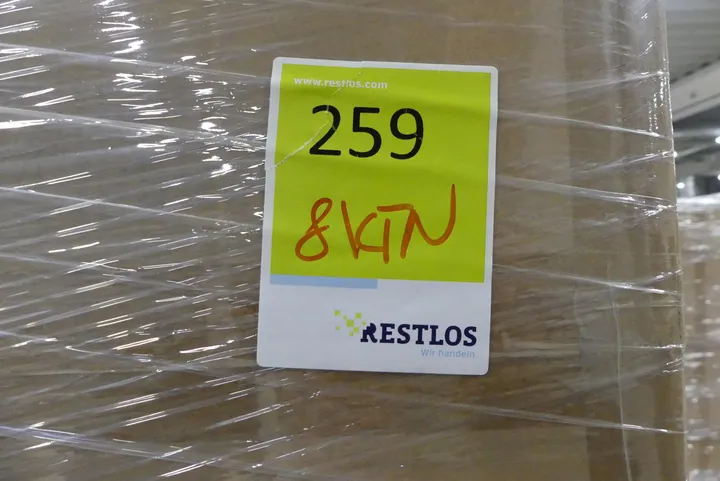 www.restlos.com
259
8 KTN
RESTLOS
Wir handeln.